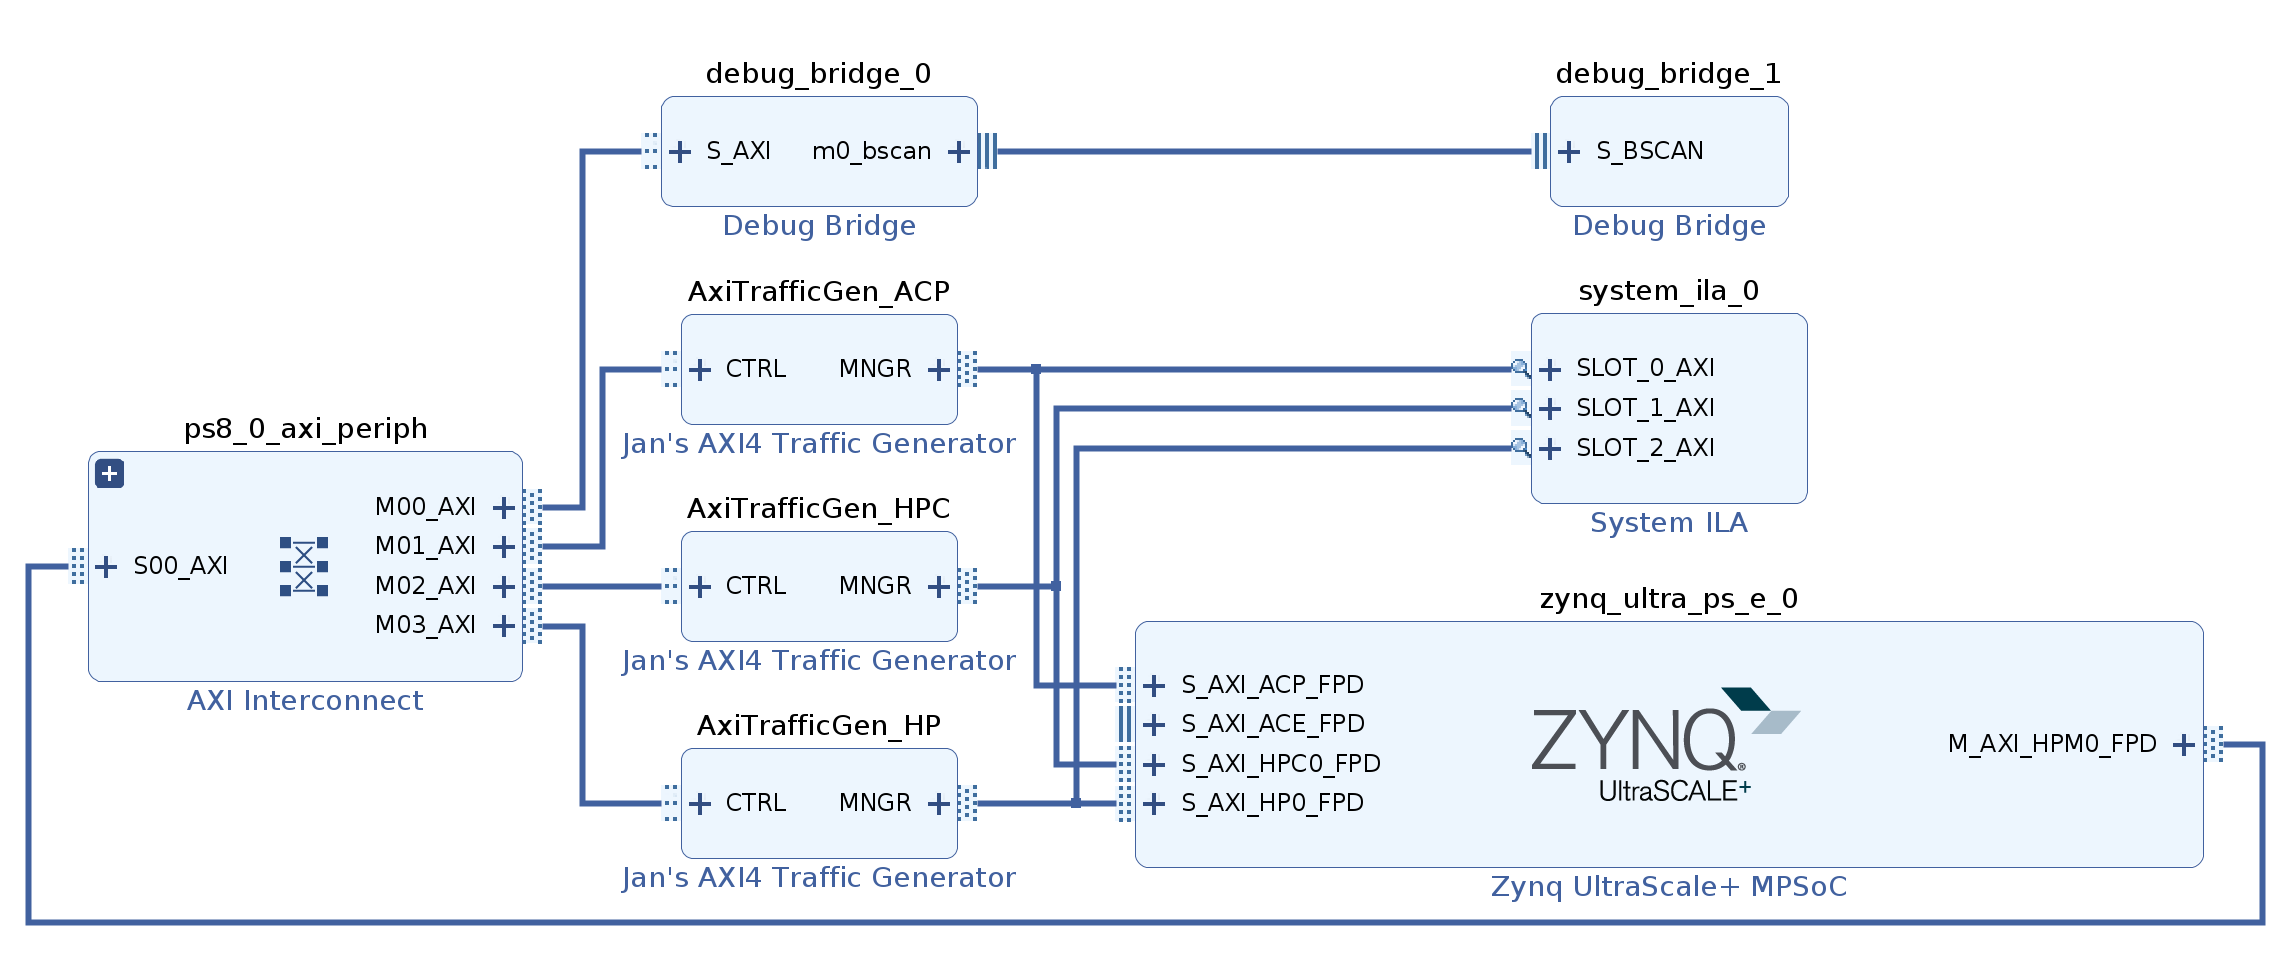 debug_bridge_0
S_AXI m0_bscan
Debug Bridge
debug_bridge_1
S_BSCAN
Debug Bridge
AxiTrafficGen_ACP
CTRL MNGR
Jan's AXI4 Traffic Generator
system_ila_0
SLOT_0_AXI
SLOT_1_AXI
SLOT_2_AXI
System ILA
ps8_0_axi_periph
S00_AXI
M00_AXI
M01_AXI
M02_AXI
M03_AXI
AXI Interconnect
AxiTrafficGen_HPC
CTRL MNGR
Jan's AXI4 Traffic Generator
AxiTrafficGen_HP
CTRL MNGR
Jan's AXI4 Traffic Generator
zynq_ultra_ps_e_0
S_AXI_ACP_FPD
S_AXI_ACE_FPD
S_AXI_HPC0_FPD
S_AXI_HP0_FPD
ZYNQ®
UltraSCALE+
M_AXI_HPM0_FPD
Zynq UltraScale+ MPSoC